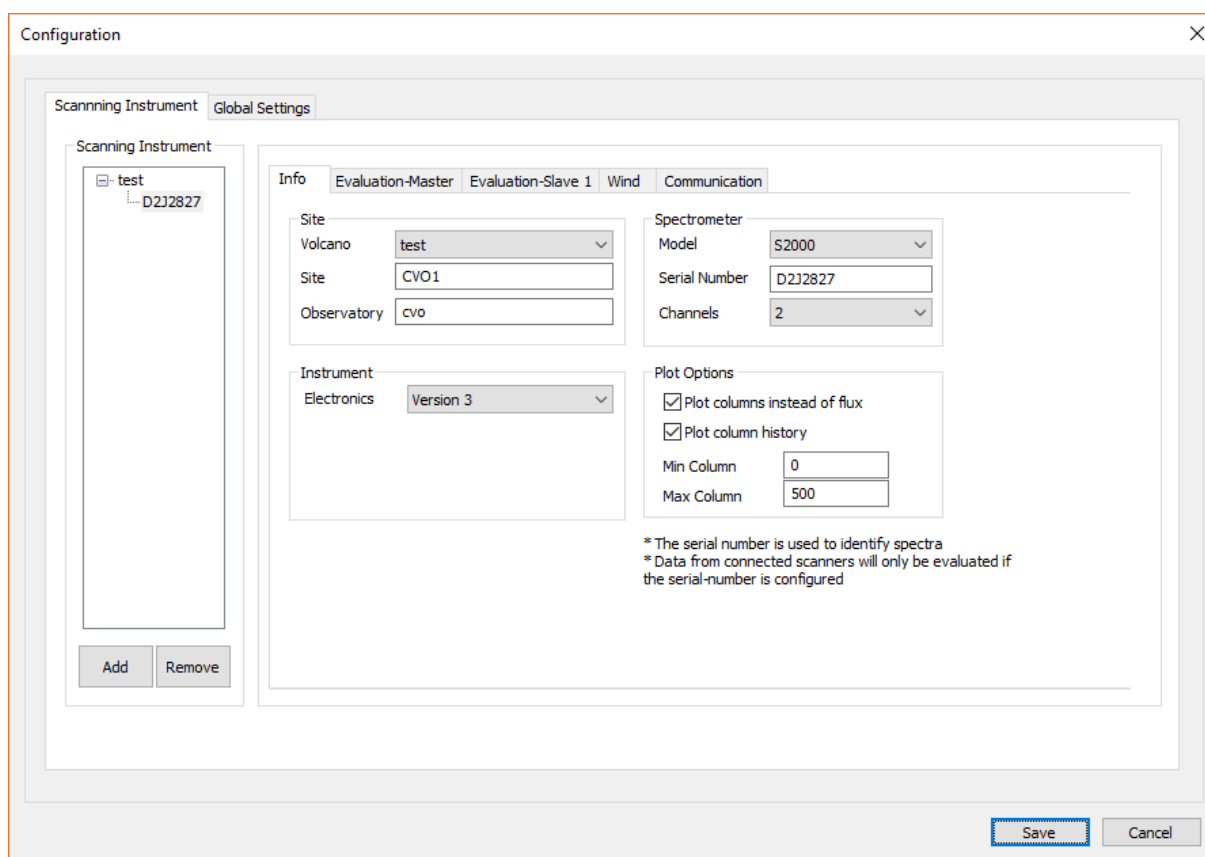 Configuration
Scannning Instrument
Global Settings
Scanning Instrument
test
D2J2827
Add
Remove
Info
Evaluation-Master
Evaluation-Slave 1
Wind
Communication
Site
Volcano
test
Site
CVO1
Observatory
cvo
Spectrometer
Model
S2000
Serial Number
D2J2827
Channels
2
Instrument
Electronics
Version 3
Plot Options
Plot columns instead of flux
Plot column history
Min Column
0
Max Column
500
* The serial number is used to identify spectra
* Data from connected scanners will only be evaluated if
the serial-number is configured
Save
Cancel